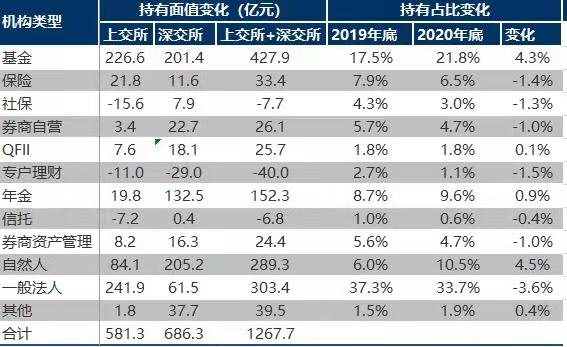 机构类型 持有面值变化（亿元） 持有占比变化
上交所 深交所 上交所+深交所 2019年底 2020年底 变化
基金 226.6 201.4 427.9 17.5% 21.8% 4.3%
保险 21.8 11.6 33.4 7.9% 6.5% -1.4%
社保 -15.6 7.9 -7.7 4.3% 3.0% -1.3%
券商自营 3.4 22.7 26.1 5.7% 4.7% -1.0%
QFII 7.6 18.1 25.7 1.8% 1.8% 0.1%
专户理财 -11.0 -29.0 -40.0 2.7% 1.1% -1.5%
年金 19.8 132.5 152.3 8.7% 9.6% 0.9%
信托 -7.2 0.4 -6.8 1.0% 0.6% -0.4%
券商资产管理 8.2 16.3 24.4 5.6% 4.7% -1.0%
自然人 84.1 205.2 289.3 6.0% 10.5% 4.5%
一般法人 241.9 61.5 303.4 37.3% 33.7% -3.6%
其他 1.8 37.7 39.5 1.5% 1.9% 0.4%
合计 581.3 686.3 1267.7